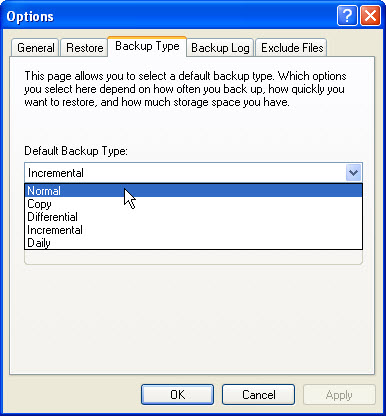 Options
General Restore Backup Type Backup Log Exclude Files
This page allows you to select a default backup type. Which options
you select here depend on how often you back up, how quickly you
want to restore, and how much storage space you have.
Default Backup Type:
Incremental
Normal
Copy
Differential
Incremental
Daily
OK Cancel Apply